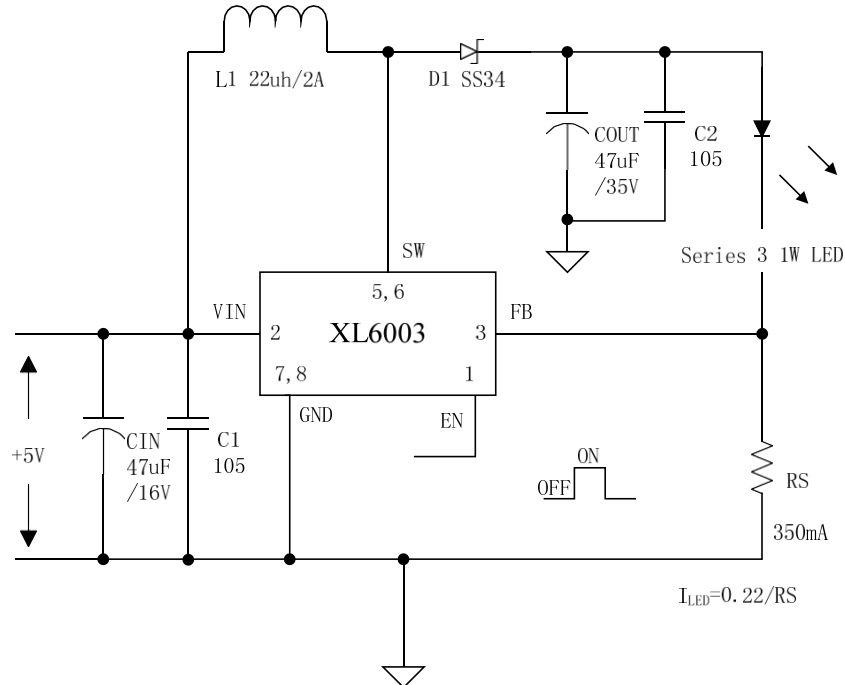 L1 22uh/2A
D1 SS34
COUT
47uF
/35V
C2
105
SW
Series 3 1W LED
5,6
VIN
FB
2
XL6003
3
7,8
1
GND
EN
+5V
CIN
47uF
/16V
C1
105
ON
OFF
RS
350mA
ILED=0.22/RS